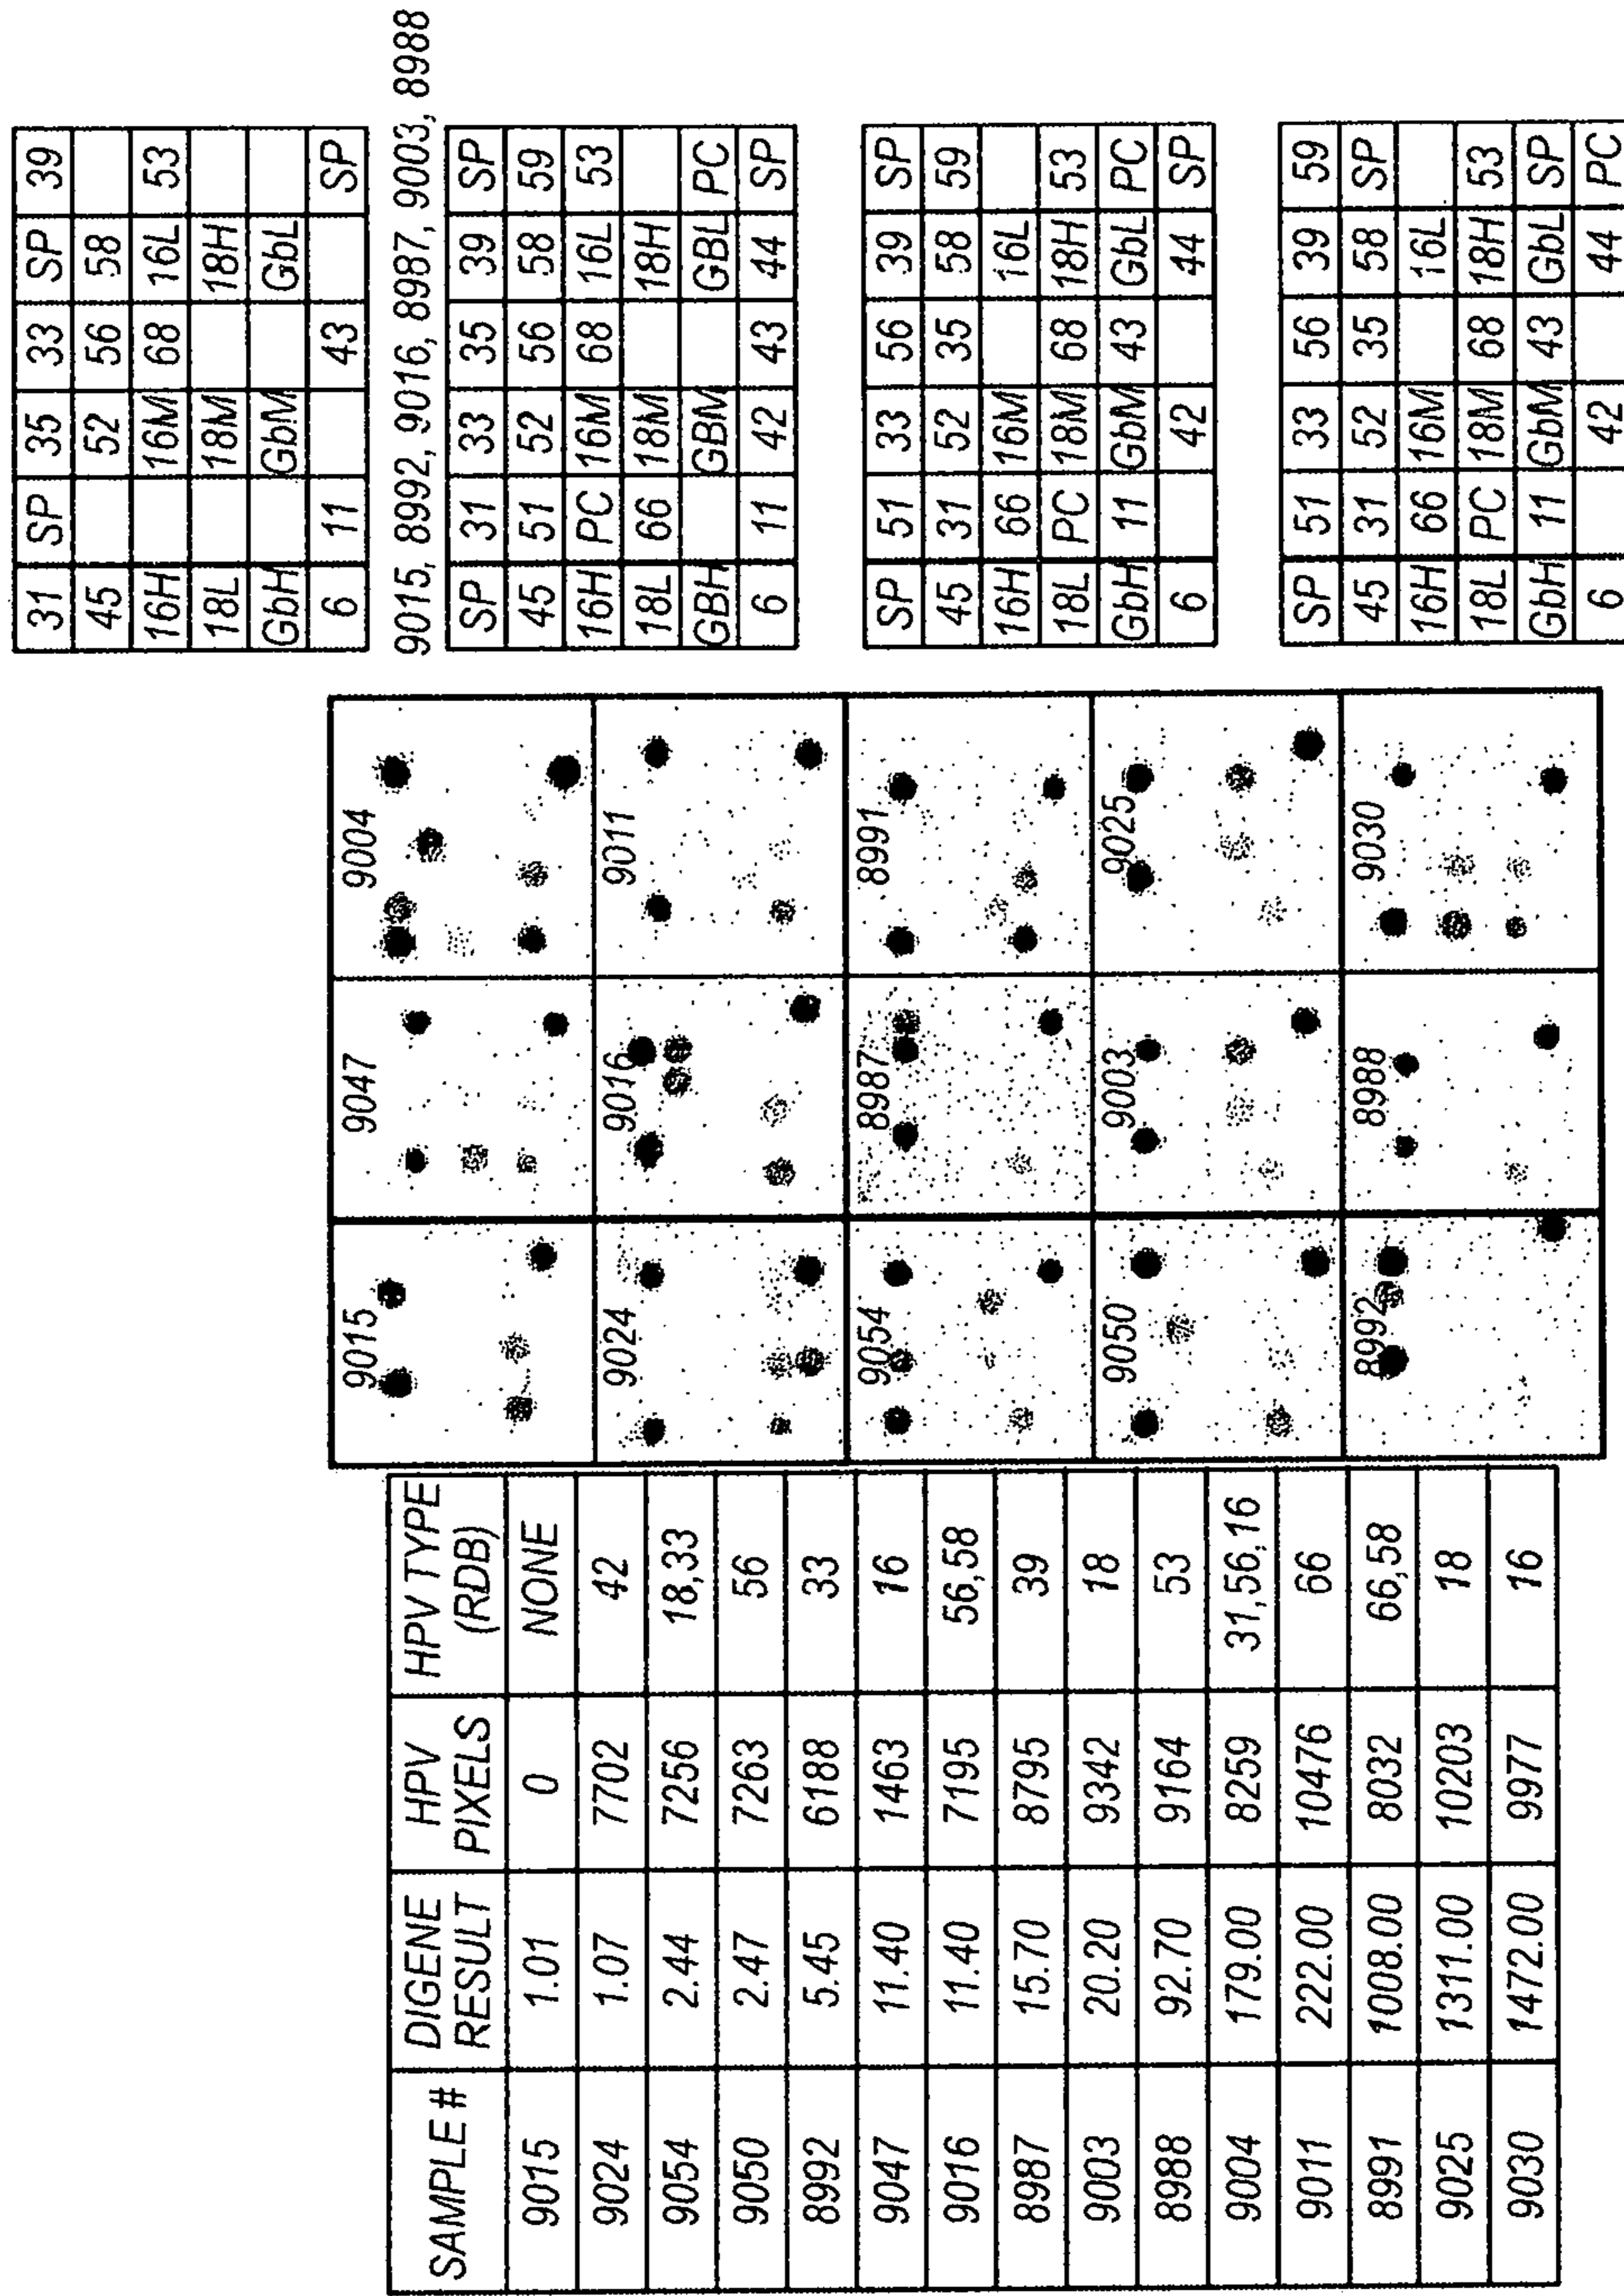 SAMPLE # DIGENE RESULT HPV PIXELS HPV TYPE (RDB)
9015 1.01 0 NONE
9024 1.07 7702 42
9054 2.44 7256 18,33
9050 2.47 7263 56
8992 5.45 6188 33
9047 11.40 1463 16
9016 11.40 7195 56,58
8987 15.70 8795 39
9003 20.20 9342 18
8988 92.70 9164 53
9004 179.00 8259 31,56,16
9011 222.00 10476 66
8991 1008.00 8032 66,58
9025 1311.00 10203 18
9030 1472.00 9977 16
9015 9047 9004
9024 9016 9011
9054 8987 8991
9050 9003 9025
8992 8988 9030
31 SP 35 33 SP 39
45 52 56 58
16H 16M 68 16L 53
18L 18M 18H
GbH GbM GbL
6 11 43 SP
9015, 8992, 9016, 8987, 9003, 8988
SP 31 33 35 39 SP
45 51 52 56 58 59
16H PC 16M 68 16L 53
18L 66 18M 18H
GBH GBM GBL PC
6 11 42 43 44 SP
SP 51 33 56 39 SP
45 31 52 35 58 59
16H 66 16M 16L
18L PC 18M 68 18H 53
GbH 11 GbM 43 GbL PC
6 42 44 SP
SP 51 33 56 39 59
45 31 52 35 58 SP
16H 66 16M 16L
18L PC 18M 68 18H 53
GbH 11 GbM 43 GbL SP
6 42 44 PC